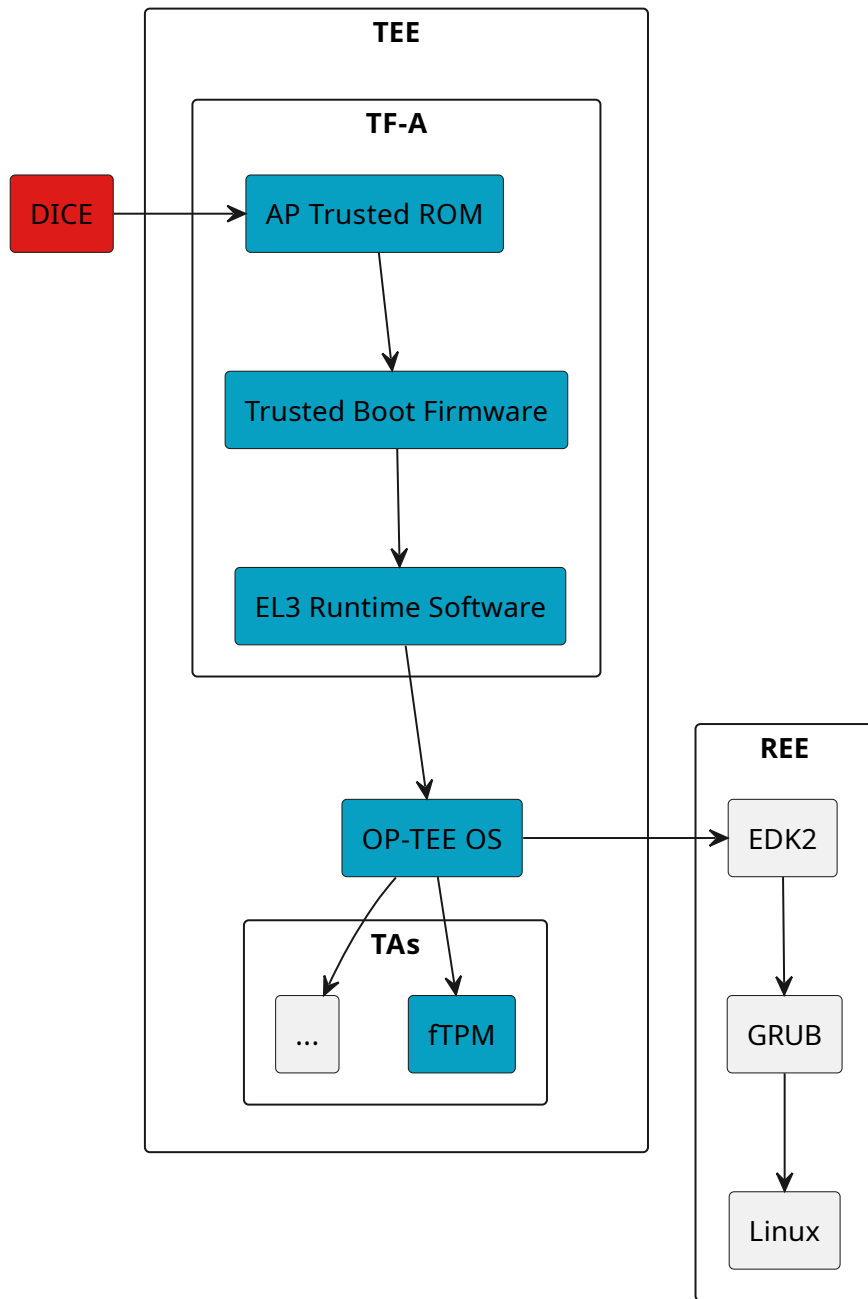 TEE
TF-A
DICE
AP Trusted ROM
Trusted Boot Firmware
EL3 Runtime Software
REE
OP-TEE OS
EDK2
TAs
...
fTPM
GRUB
Linux